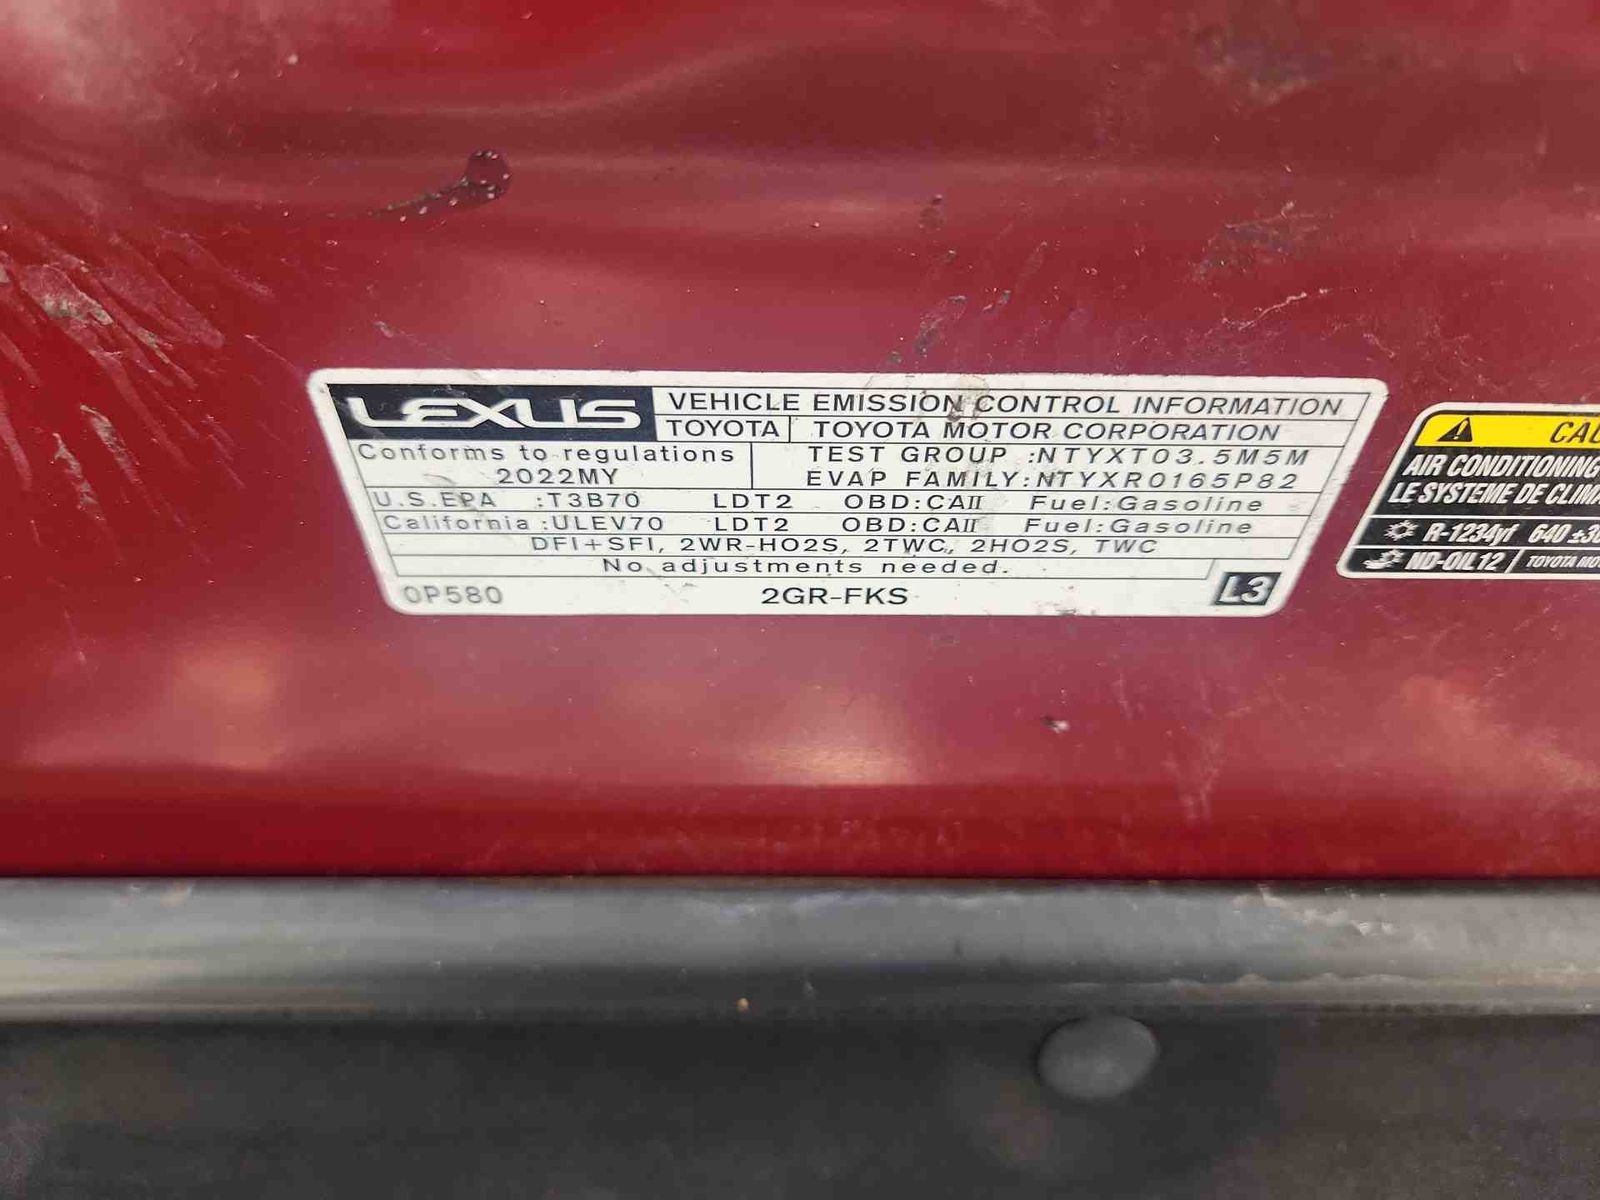 LEXUS VEHICLE EMISSION CONTROL INFORMATION
TOYOTA TOYOTA MOTOR CORPORATION
Conforms to regulations TEST GROUP :NTYXT03.5M5M
2022MY EVAP FAMILY:NTYXR0165P82
U.S.EPA :T3B70 LDT2 OBD:CAII Fuel:Gasoline
California :ULEV70 LDT2 OBD:CAII Fuel:Gasoline
DFI+SFI, 2WR-HO2S, 2TWC, 2HO2S, TWC
No adjustments needed.
0P580 2GR-FKS L3
AIR CONDITIONING
LE SYSTEME DE
R-1234yf 640
ND-OIL12 TOYOTA